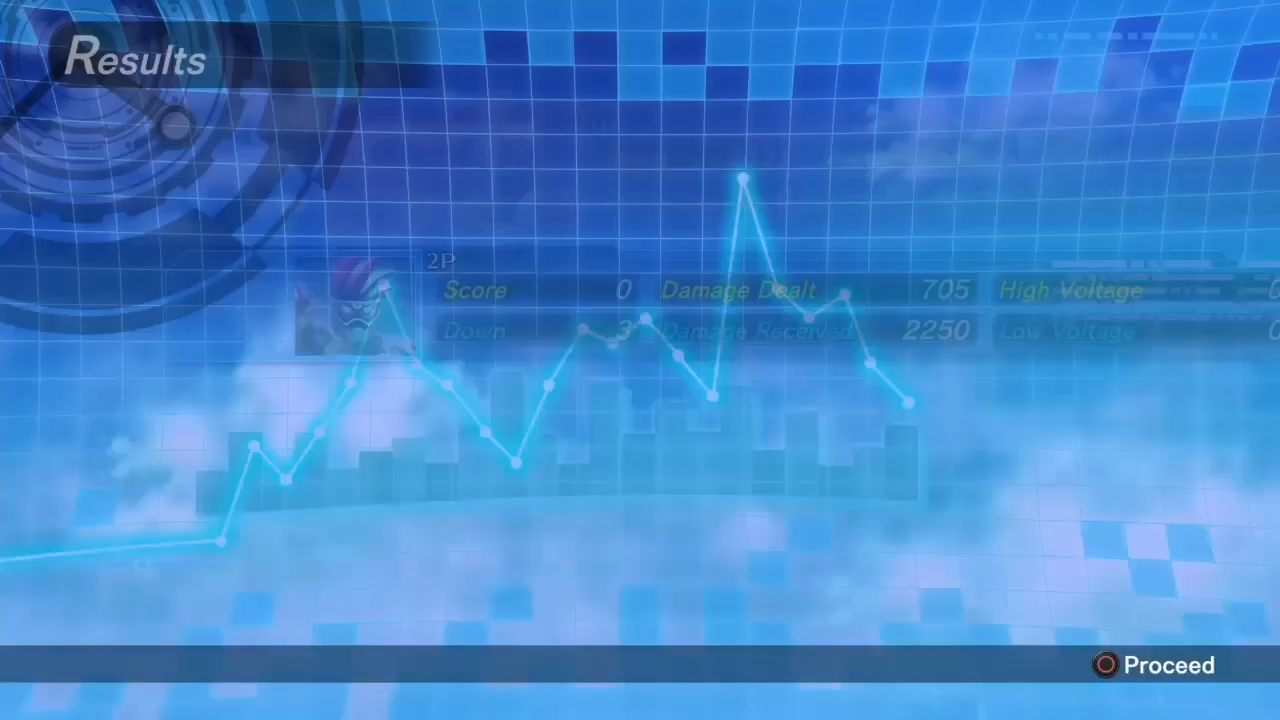 Results
2P
Score 0 Damage Dealt 705 High Voltage
Down 3 Damage Received 2250 Low Voltage
Proceed